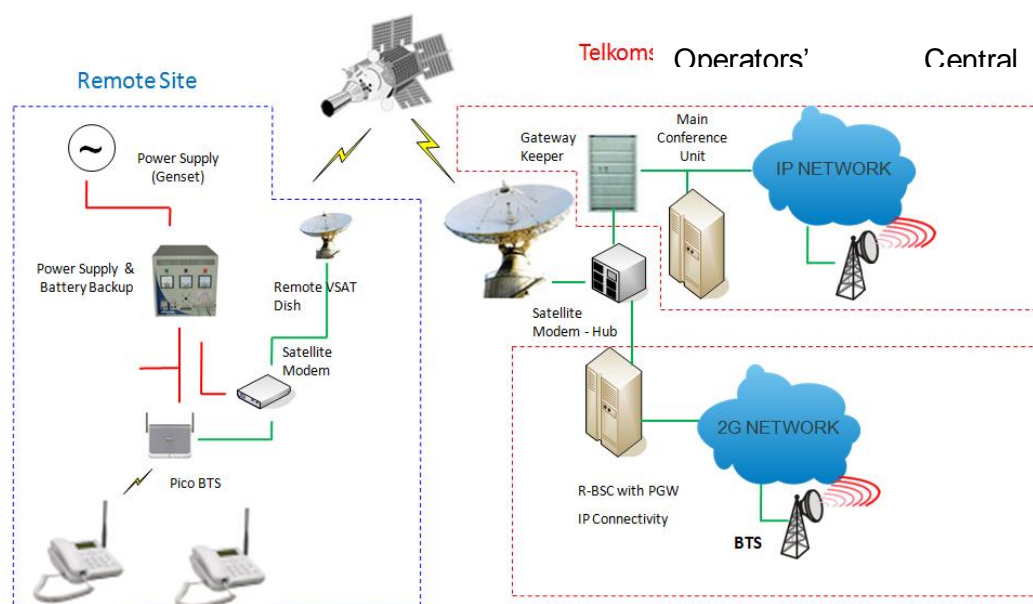 Remote Site
Telkoms
Operators'
Central
Power Supply
(Genset)
Power Supply &
Battery Backup
Remote VSAT
Dish
Satellite
Modem
Pico BTS
Gateway
Keeper
Main
Conference
Unit
IP NETWORK
Satellite
Modem - Hub
2G NETWORK
R-BSC with PGW
IP Connectivity
BTS